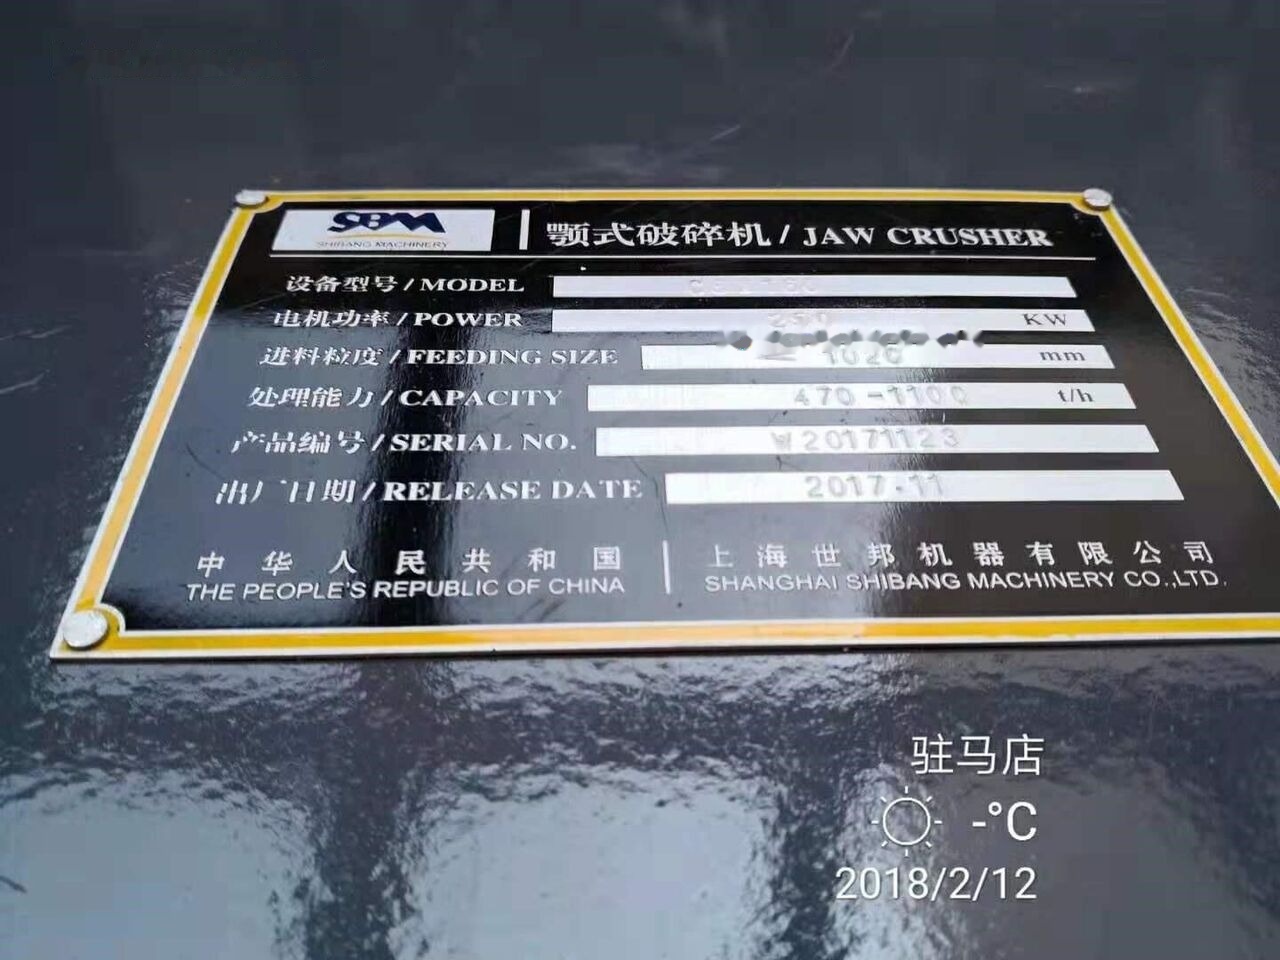 SBM
SHIBANG MACHINERY
颚式破碎机 / JAW CRUSHER
设备型号 / MODEL
电机功率 / POWER KW
进料粒度 / FEEDING SIZE ≤ 1020 mm
处理能力 / CAPACITY 470-1100 t/h
产品编号 / SERIAL NO. W20171123
出厂日期 / RELEASE DATE 2017-11
中华人民共和国
THE PEOPLE'S REPUBLIC OF CHINA
上海世邦机器有限公司
SHANGHAI SHIBANG MACHINERY CO.,LTD.
驻马店
-°C
2018/2/12